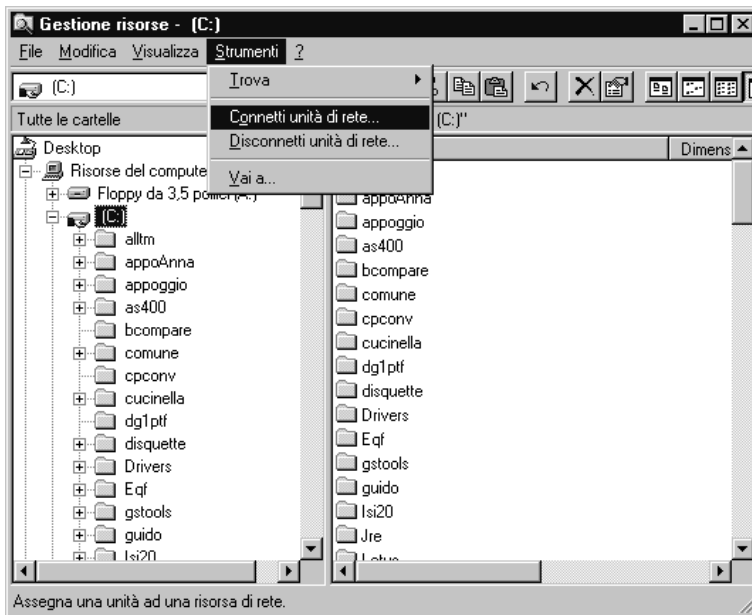 Gestione risorse - (C:)
File Modifica Visualizza Strumenti ?
(C:)
Trova
Connetti unità di rete...
Disconnetti unità di rete...
Vai a...
Tutte le cartelle
(C:)"
Dimens
Desktop
Risorse del compute
Floppy da 3,5 pollici (A:)
(C:)
alltm
appoAnna
appoggio
as400
bcompare
comune
cpconv
cucinella
dg1ptf
disquette
Drivers
Eqf
gstools
guido
Isi20
appoAnna
appoggio
as400
bcompare
comune
cpconv
cucinella
dg1ptf
disquette
Drivers
Eqf
gstools
guido
Isi20
Jre
Lotus
Assegna una unità ad una risorsa di rete.